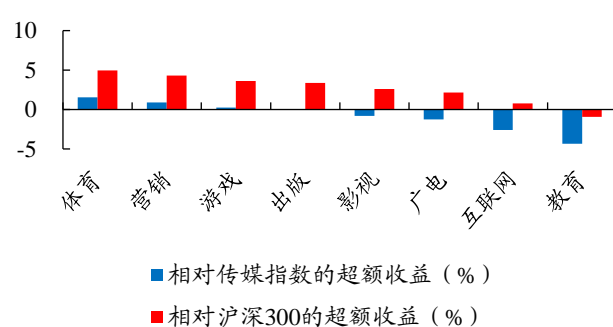 10
5
0
-5
体育
营销
游戏
出版
影视
广电
互联网
教育
相对传媒指数的超额收益（%）
相对沪深300的超额收益（%）